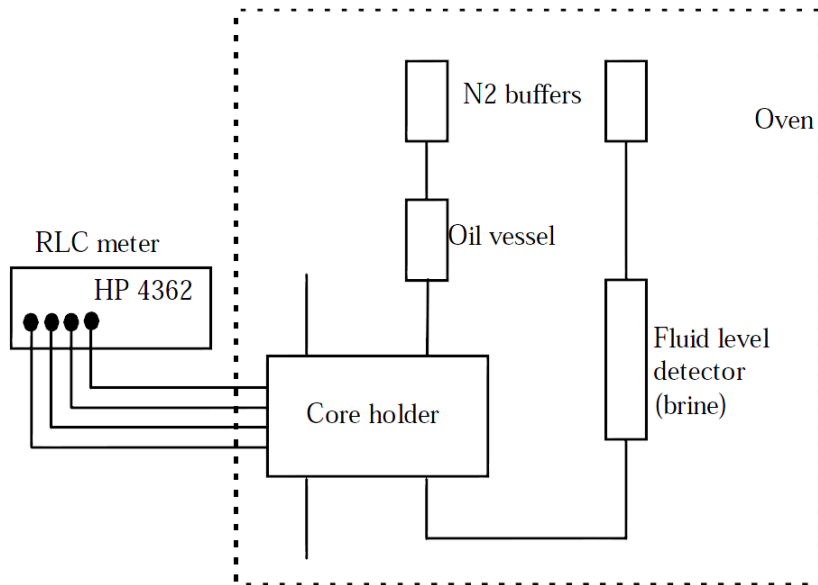 N2 buffers
Oven
Oil vessel
RLC meter
HP 4362
Fluid level
detector
(brine)
Core holder